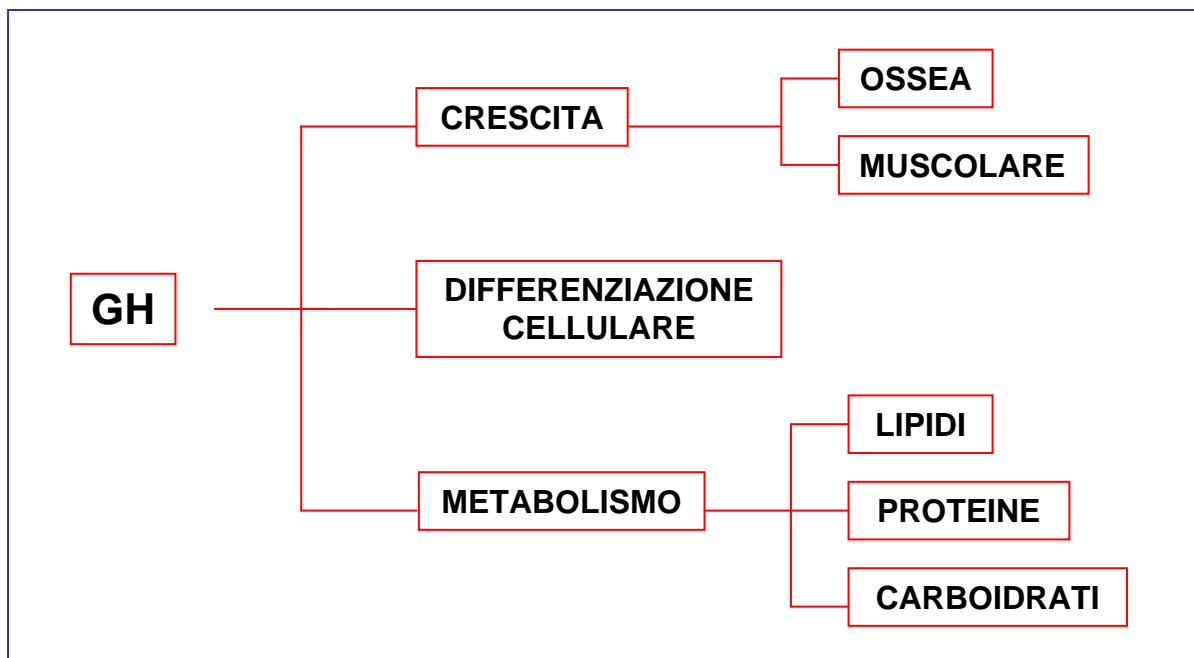 GH
CRESCITA
OSSEA
MUSCOLARE
DIFFERENZIAZIONE
CELLULARE
METABOLISMO
LIPIDI
PROTEINE
CARBOIDRATI